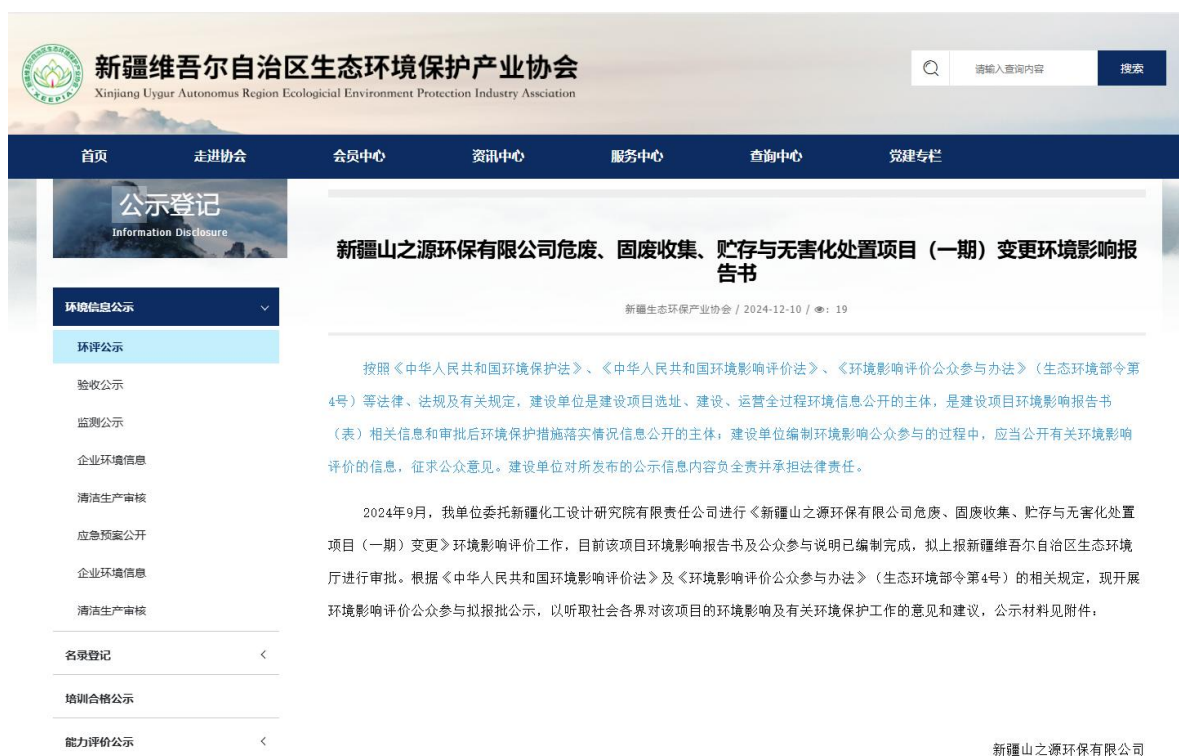 新疆维吾尔自治区生态环境保护产业协会
Xinjiang Uygur Autonomus Region Ecologicial Environment Protection Industry Assciation
XEEPIA
请输入查询内容
搜索
首页
走进协会
会员中心
资讯中心
服务中心
查询中心
党建专栏
公示登记
Information Disclosure
环境信息公示
环评公示
验收公示
监测公示
企业环境信息
清洁生产审核
应急预案公开
企业环境信息
清洁生产审核
名录登记
培训合格公示
能力评价公示
新疆山之源环保有限公司危废、固废收集、贮存与无害化处置项目（一期）变更环境影响报
告书
新疆生态环保产业协会 / 2024-12-10 / : 19
按照《中华人民共和国环境保护法》、《中华人民共和国环境影响评价法》、《环境影响评价公众参与办法》（生态环境部令第
4号）等法律、法规及有关规定，建设单位是建设项目选址、建设、运营全过程环境信息公开的主体，是建设项目环境影响报告书
（表）相关信息和审批后环境保护措施落实情况信息公开的主体；建设单位编制环境影响公众参与的过程中，应当公开有关环境影响
评价的信息，征求公众意见。建设单位对所发布的公示信息内容负全责并承担法律责任。
2024年9月，我单位委托新疆化工设计研究院有限责任公司进行《新疆山之源环保有限公司危废、固废收集、贮存与无害化处置
项目（一期）变更》环境影响评价工作，目前该项目环境影响报告书及公众参与说明已编制完成，拟上报新疆维吾尔自治区生态环境
厅进行审批。根据《中华人民共和国环境影响评价法》及《环境影响评价公众参与办法》（生态环境部令第4号）的相关规定，现开展
环境影响评价公众参与拟报批公示，以听取社会各界对该项目的环境影响及有关环境保护工作的意见和建议，公示材料见附件：
新疆山之源环保有限公司